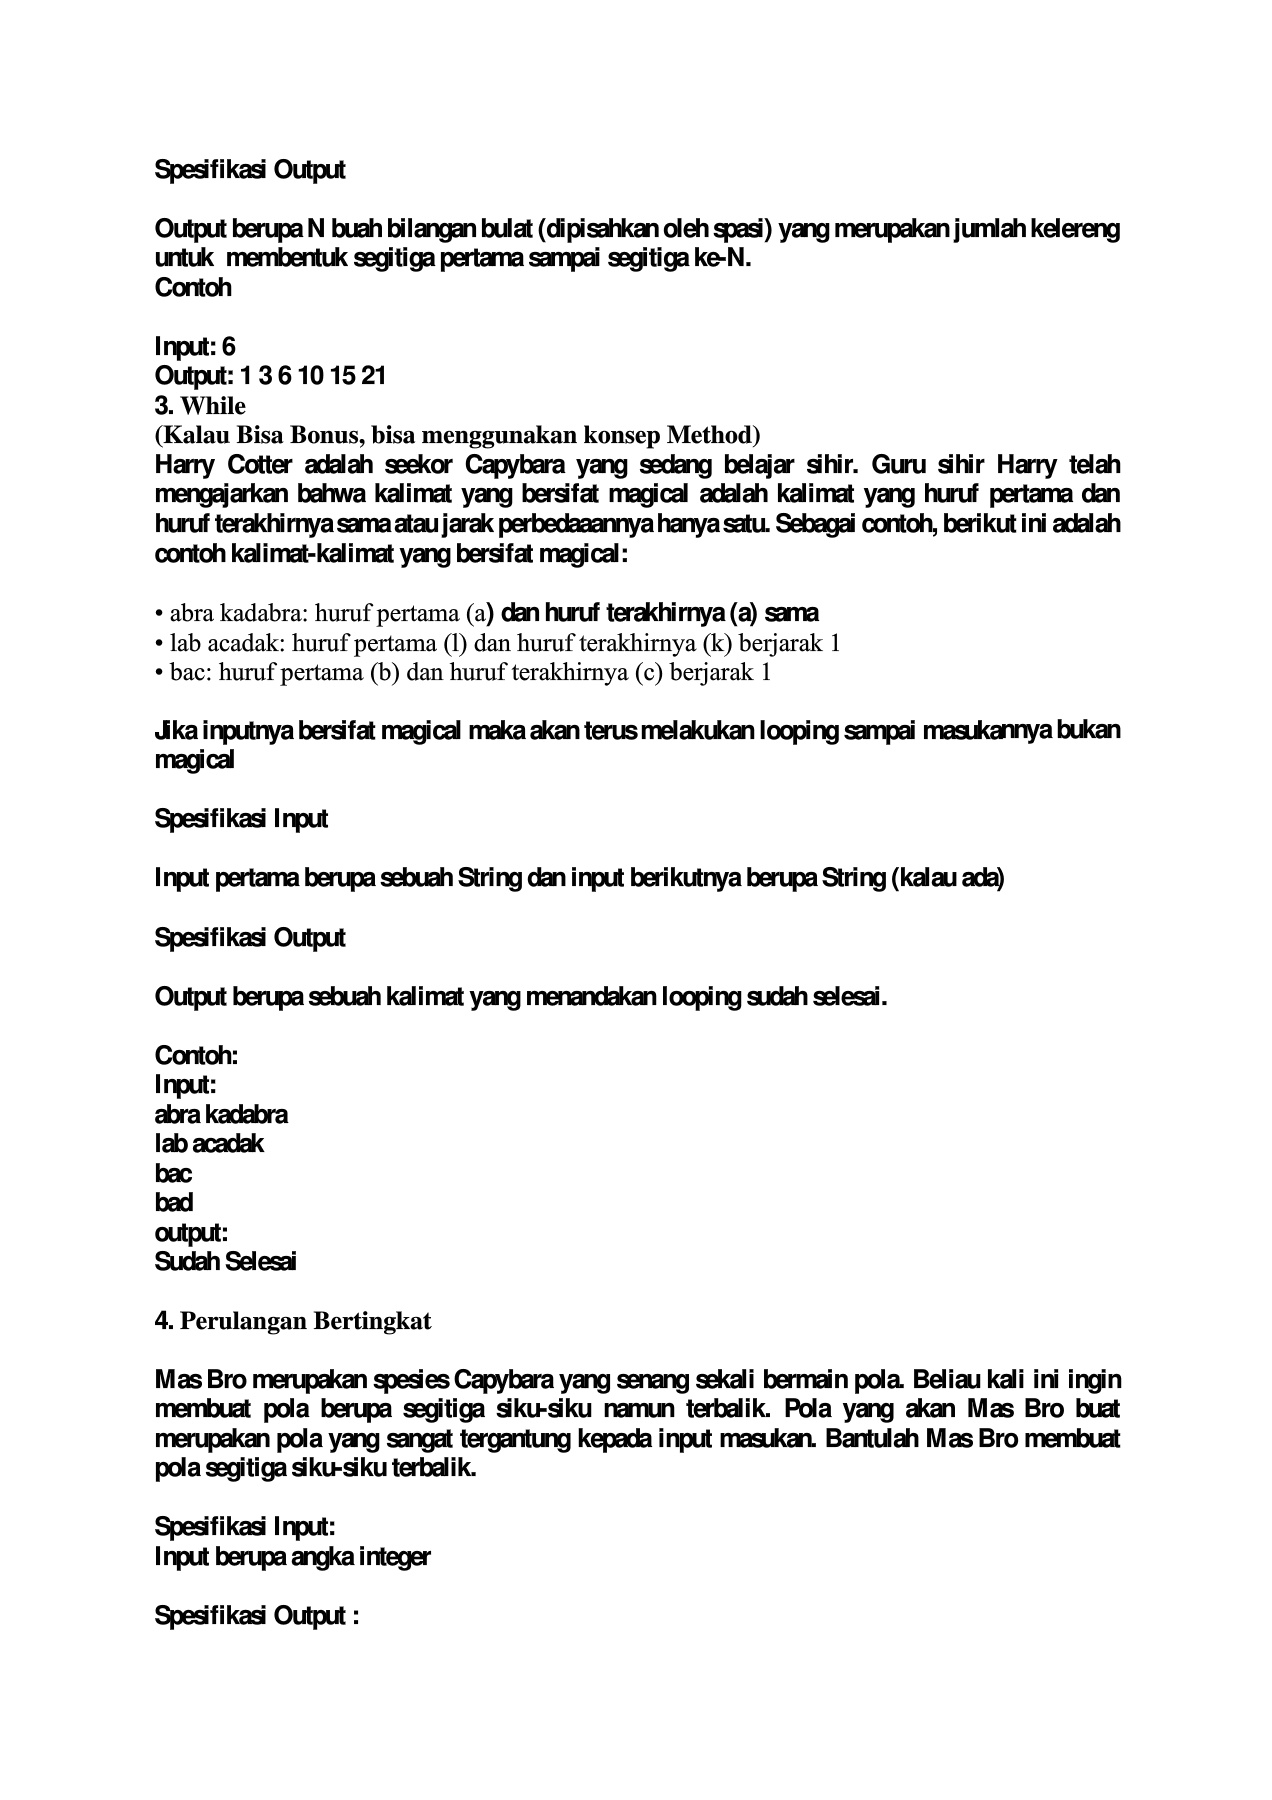 Spesifikasi Output
Output berupa N buah bilangan bulat (dipisahkan oleh spasi) yang merupakan jumlah kelereng
untuk membentuk segitiga pertama sampai segitiga ke-N.
Contoh
Input: 6
Output: 1 3 6 10 15 21
3. While
(Kalau Bisa Bonus, bisa menggunakan konsep Method)
Harry Cotter adalah seekor Capybara yang sedang belajar sihir. Guru sihir Harry telah
mengajarkan bahwa kalimat yang bersifat magical adalah kalimat yang huruf pertama dan
huruf terakhirnya sama atau jarak perbedaaannya hanya satu. Sebagai contoh, berikut ini adalah
contoh kalimat-kalimat yang bersifat magical:
• abra kadabra: huruf pertama (a) dan huruf terakhirnya (a) sama
• lab acadak: huruf pertama (l) dan huruf terakhirnya (k) berjarak 1
• bac: huruf pertama (b) dan huruf terakhirnya (c) berjarak 1
Jika inputnya bersifat magical maka akan terus melakukan looping sampai masukannya bukan
magical
Spesifikasi Input
Input pertama berupa sebuah String dan input berikutnya berupa String (kalau ada)
Spesifikasi Output
Output berupa sebuah kalimat yang menandakan looping sudah selesai.
Contoh:
Input:
abra kadabra
lab acadak
bac
bad
output:
Sudah Selesai
4. Perulangan Bertingkat
Mas Bro merupakan spesies Capybara yang senang sekali bermain pola. Beliau kali ini ingin
membuat pola berupa segitiga siku-siku namun terbalik. Pola yang akan Mas Bro buat
merupakan pola yang sangat tergantung kepada input masukan. Bantulah Mas Bro membuat
pola segitiga siku-siku terbalik.
Spesifikasi Input:
Input berupa angka integer
Spesifikasi Output :